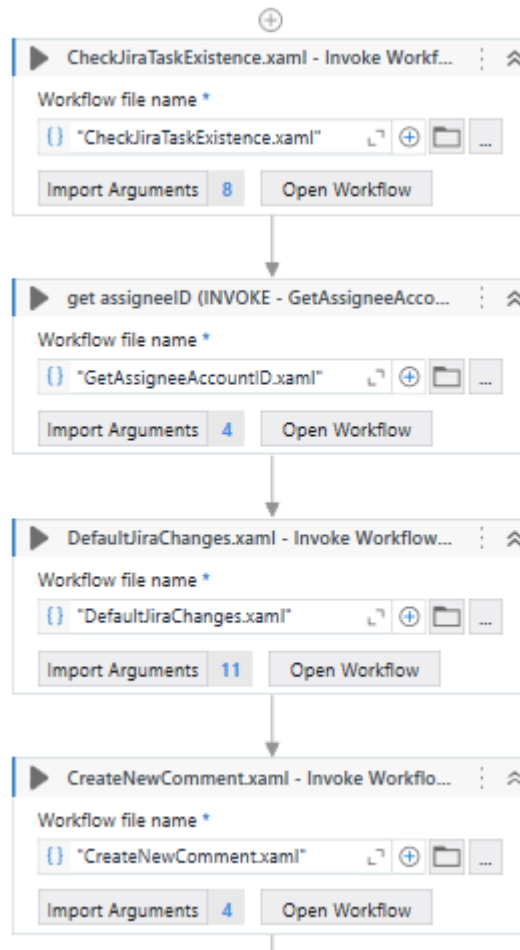 CheckJiraTaskExistence.xaml - Invoke Workf...
Workflow file name *
{} "CheckJiraTaskExistence.xaml" ...
Import Arguments 8 Open Workflow
get assigneeID (INVOKE - GetAssigneeAcco...
Workflow file name *
{} "GetAssigneeAccountID.xaml" ...
Import Arguments 4 Open Workflow
DefaultJiraChanges.xaml - Invoke Workflow...
Workflow file name *
{} "DefaultJiraChanges.xaml" ...
Import Arguments 11 Open Workflow
CreateNewComment.xaml - Invoke Workflo...
Workflow file name *
{} "CreateNewComment.xaml" ...
Import Arguments 4 Open Workflow